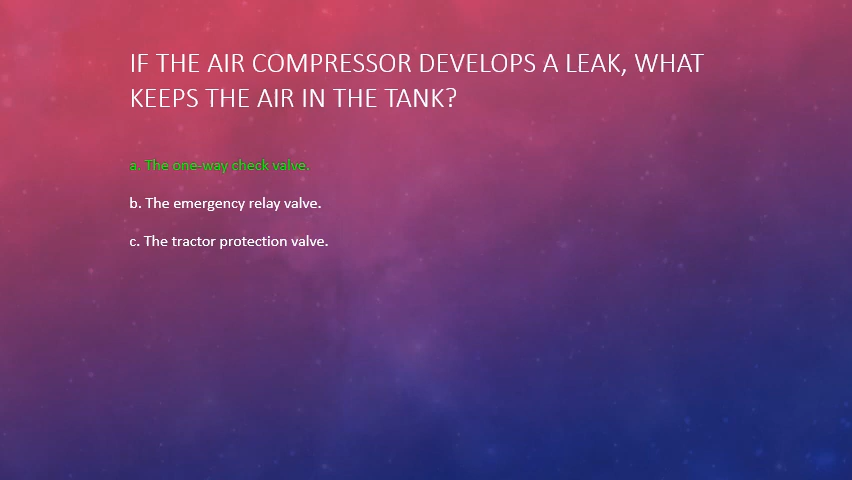 IF THE AIR COMPRESSOR DEVELOPS A LEAK, WHAT
KEEPS THE AIR IN THE TANK?
a. The one-way check valve.
b. The emergency relay valve.
c. The tractor protection valve.